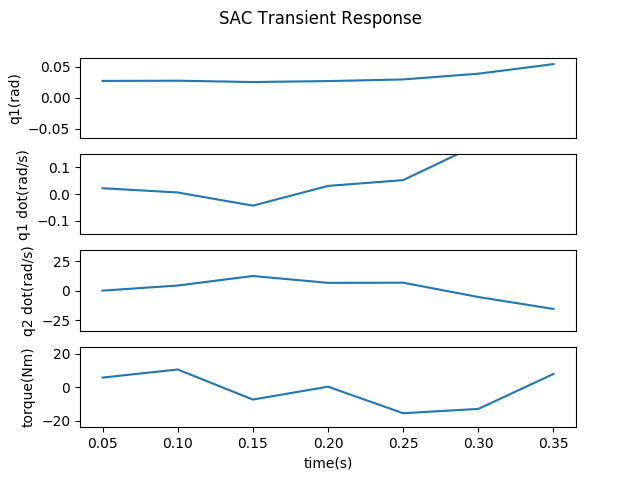 SAC Transient Response
q1(rad)
0.05
0.00
−0.05
q1 dot(rad/s)
0.1
0.0
−0.1
q2 dot(rad/s)
25
0
−25
torque(Nm)
20
0
−20
0.05 0.10 0.15 0.20 0.25 0.30 0.35
time(s)